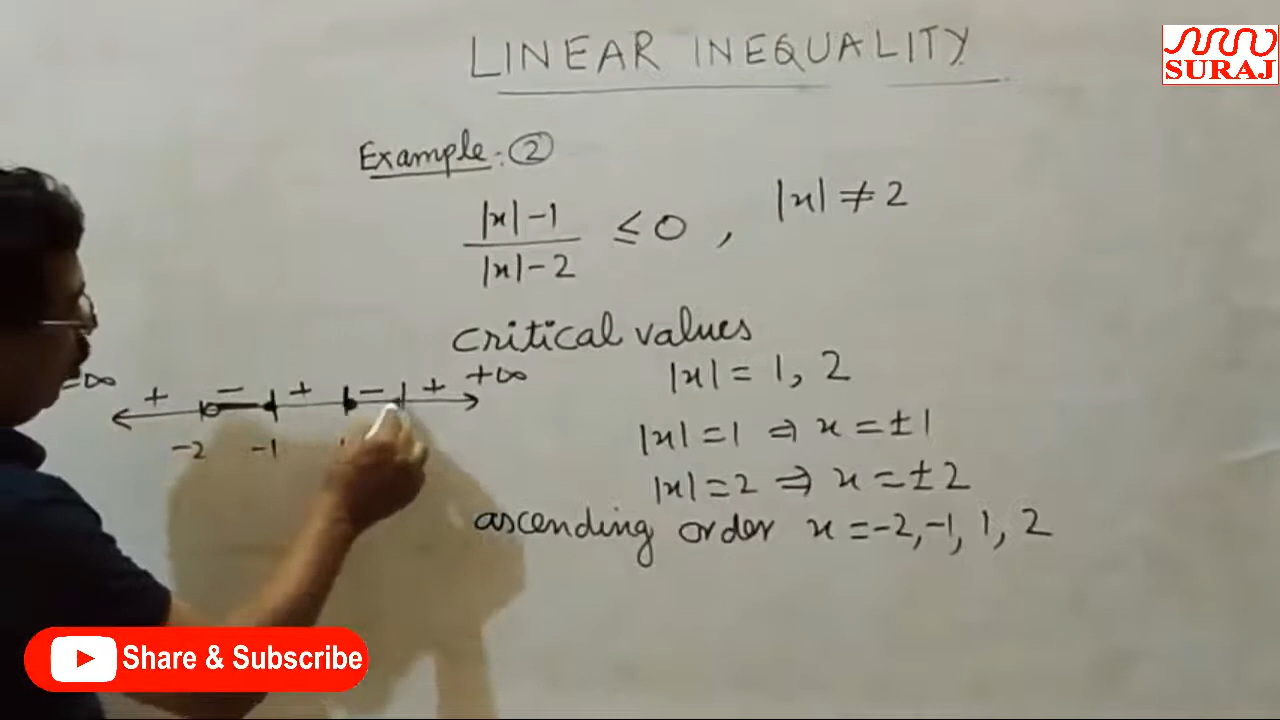 LINEAR INEQUALITY
SURAJ
Example:- ②
|x| - 1
|x| - 2
≤ 0 ,
|x| ≠ 2
critical values
|x| = 1, 2
|x| = 1 ⇒ x = ±1
|x| = 2 ⇒ x = ±2
ascending order x = -2, -1, 1, 2
-∞ + - + - + +∞
-2 -1
Share & Subscribe